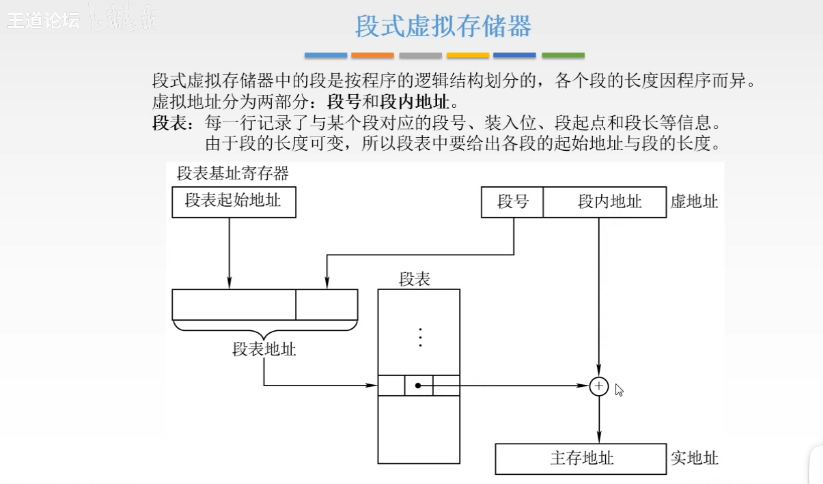 王道论坛
段式虚拟存储器
段式虚拟存储器中的段是按程序的逻辑结构划分的，各个段的长度因程序而异。
虚拟地址分为两部分：段号和段内地址。
段表：每一行记录了与某个段对应的段号、装入位、段起点和段长等信息。
由于段的长度可变，所以段表中要给出各段的起始地址与段的长度。
段表基址寄存器
段表起始地址
段号 段内地址 虚地址
段表
段表地址
主存地址 实地址